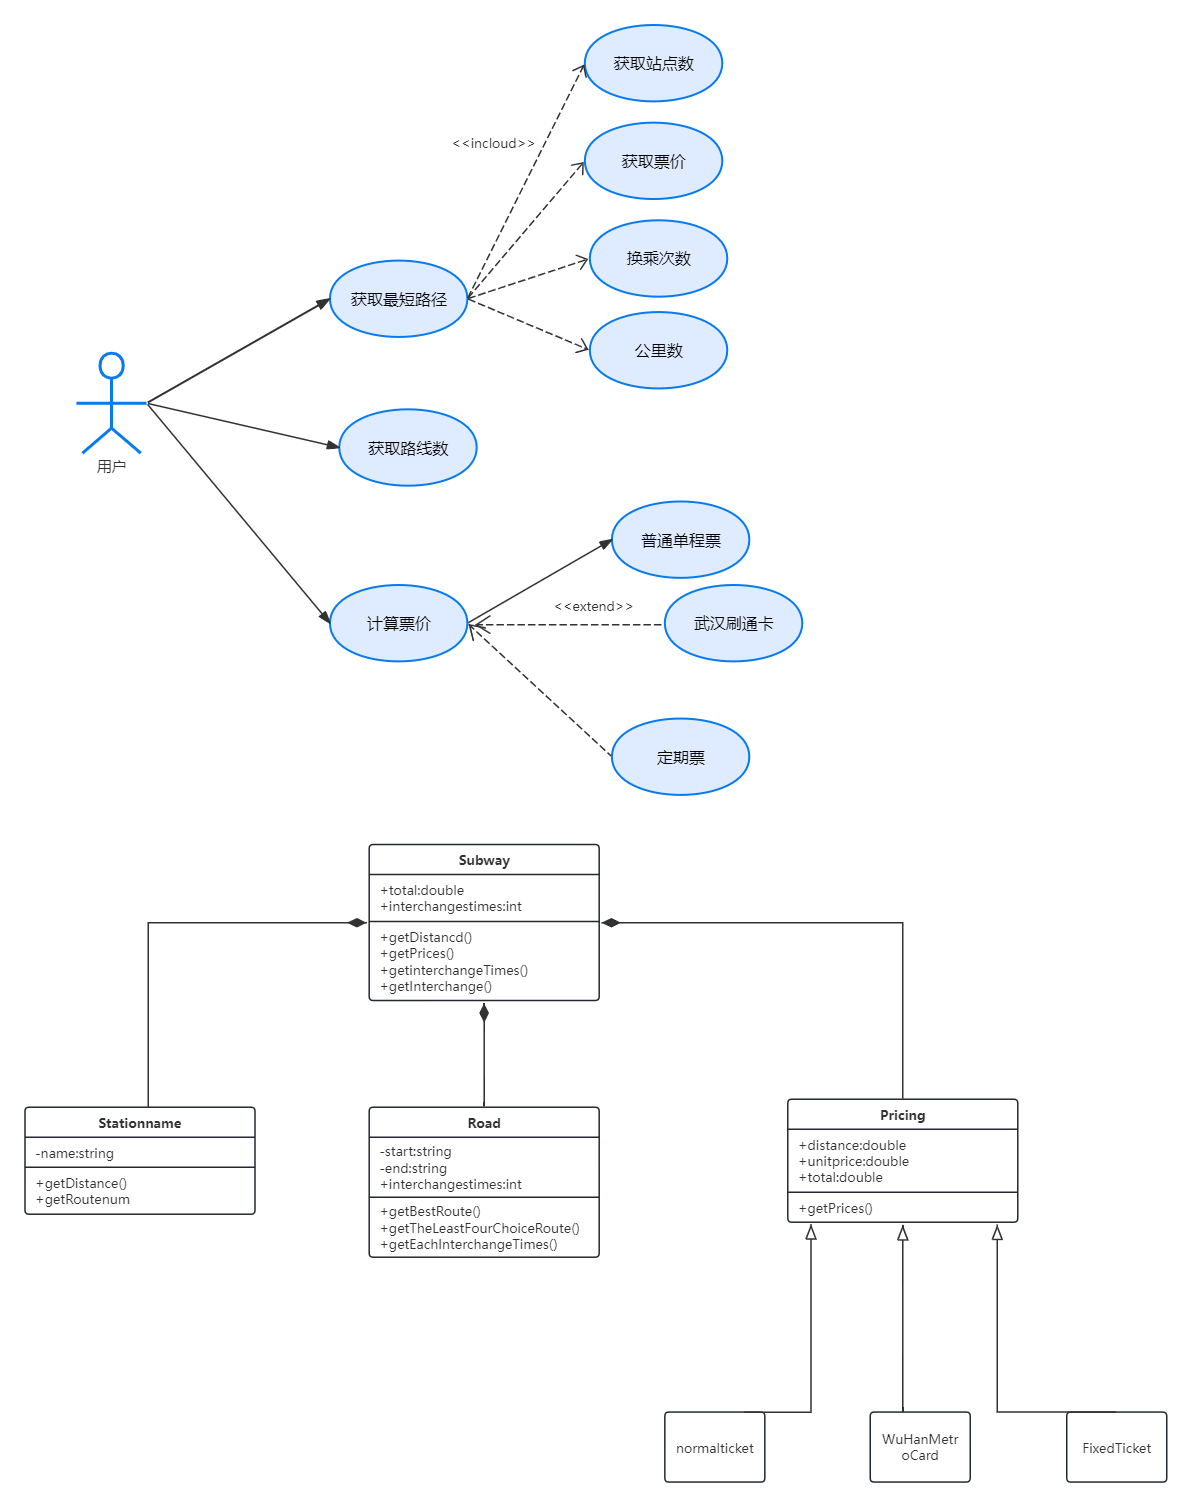 获取站点数
<<incloud>>
获取票价
换乘次数
获取最短路径
公里数
用户
获取路线数
普通单程票
<<extend>>
计算票价
武汉刷通卡
定期票
Subway
+total:double
+interchangestimes:int
+getDistancd()
+getPrices()
+getinterchangeTimes()
+getInterchange()
Stationname
-name:string
+getDistance()
+getRoutenum
Road
-start:string
-end:string
+interchangestimes:int
+getBestRoute()
+getTheLeastFourChoiceRoute()
+getEachInterchangeTimes()
Pricing
+distance:double
+unitprice:double
+total:double
+getPrices()
normalticket
WuHanMetr
oCard
FixedTicket